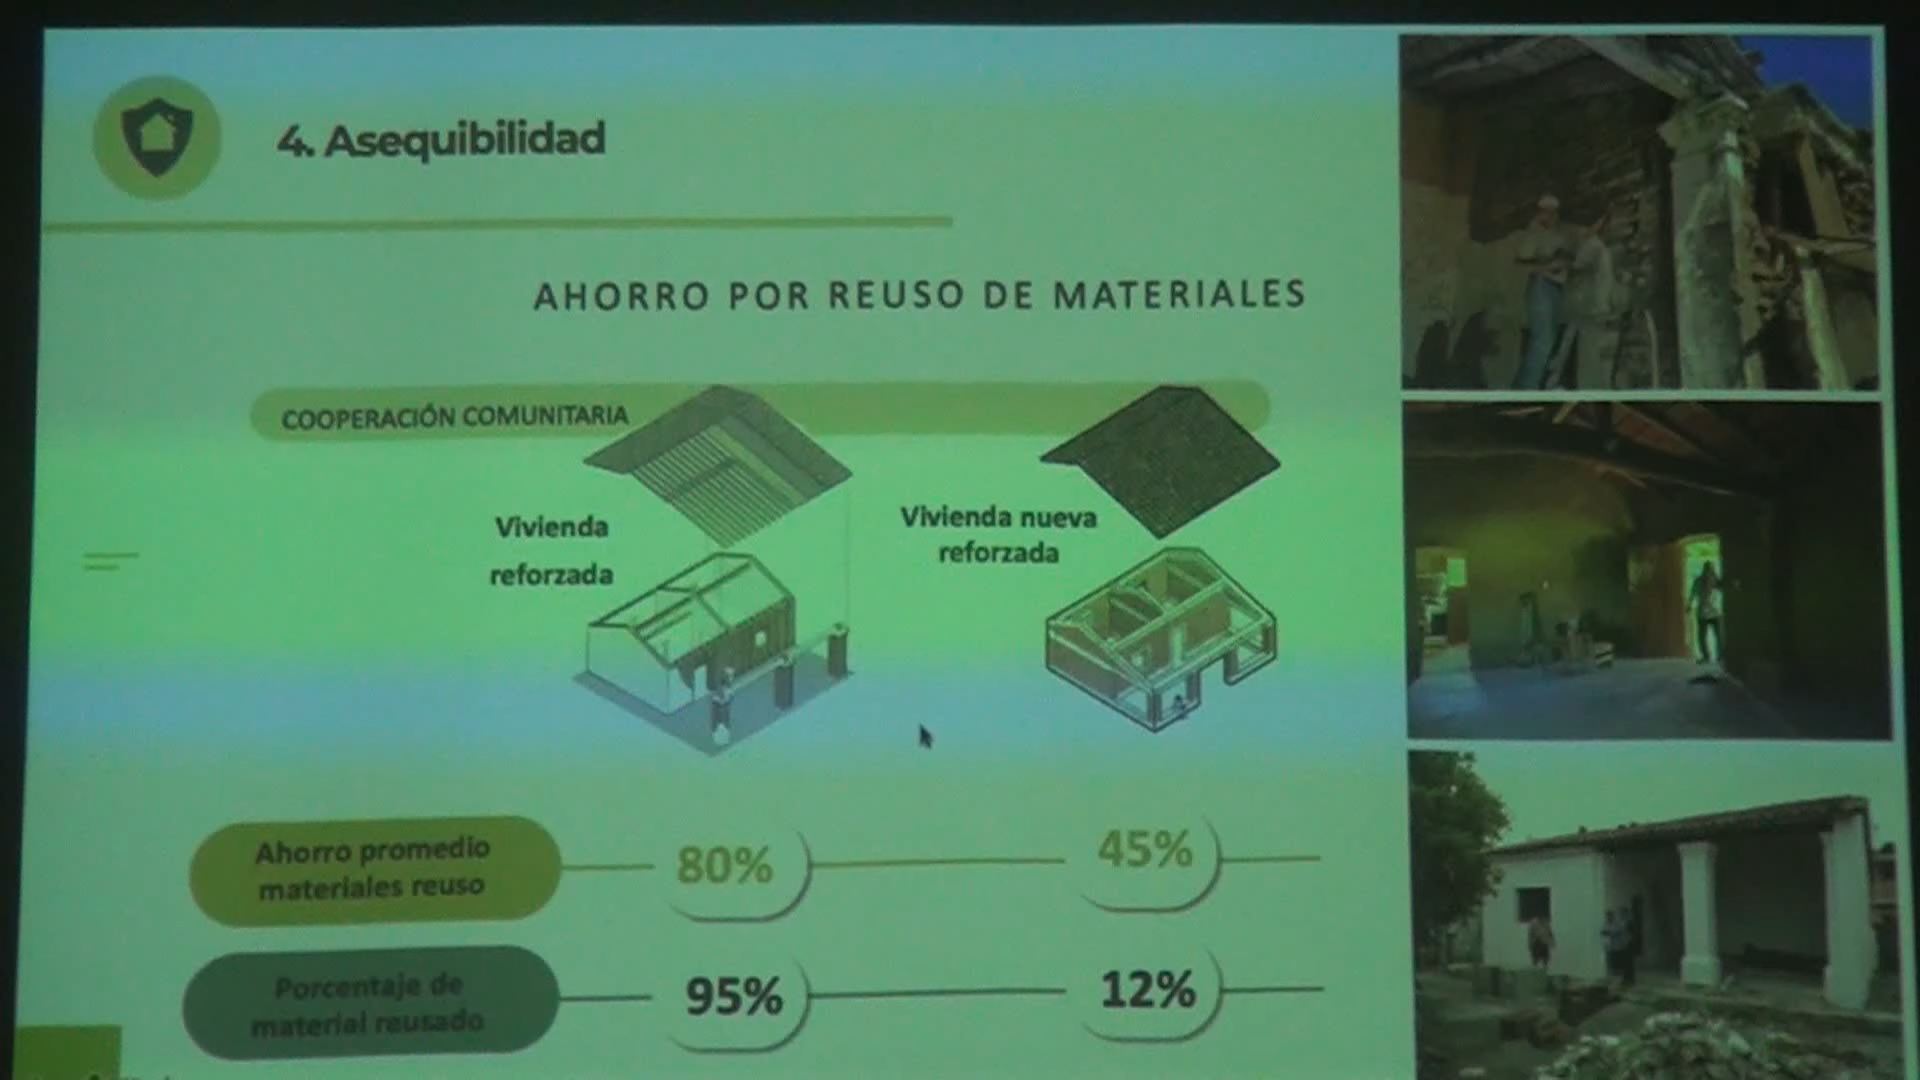 4. Asequibilidad
AHORRO POR REUSO DE MATERIALES
COOPERACIÓN COMUNITARIA
Vivienda
reforzada
Vivienda nueva
reforzada
Ahorro promedio
materiales reuso
80%
45%
Porcentaje de
material reusado
95%
12%